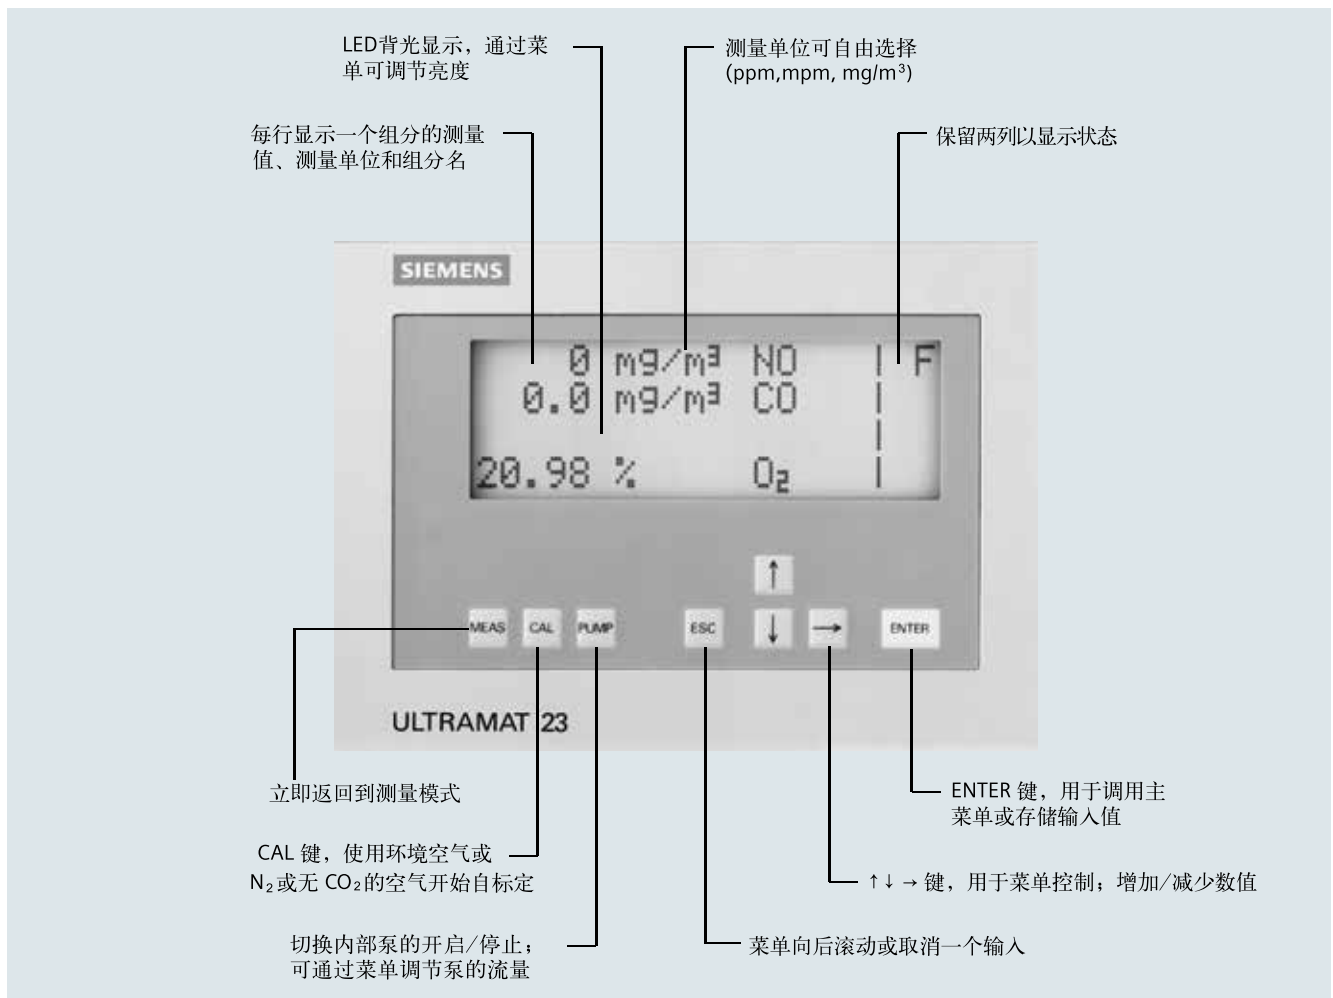 LED背光显示，通过菜
单可调节亮度
测量单位可自由选择
(ppm,mpm, mg/m³)
每行显示一个组分的测量
值、测量单位和组分名
保留两列以显示状态
SIEMENS
0 mg/m³ NO | F
0.0 mg/m³ CO |
|
20.98 % O₂ |
↑
MEAS CAL PUMP ESC ↓ → ENTER
ULTRAMAT 23
立即返回到测量模式
ENTER 键，用于调用主
菜单或存储输入值
CAL 键，使用环境空气或
N₂或无 CO₂的空气开始自标定
↑↓→键，用于菜单控制；增加/减少数值
切换内部泵的开启/停止；
可通过菜单调节泵的流量
菜单向后滚动或取消一个输入